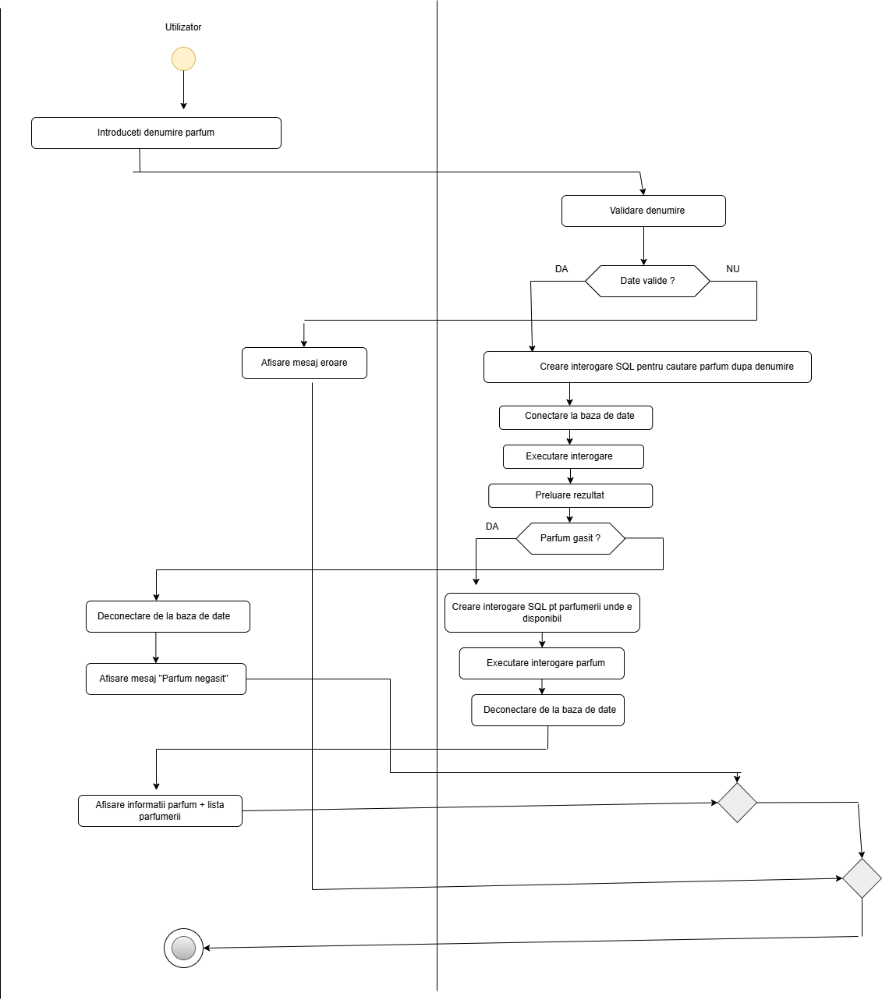 Utilizator
Introduceti denumire parfum
Validare denumire
DA
NU
Date valide ?
Afisare mesaj eroare
Creare interogare SQL pentru cautare parfum dupa denumire
Conectare la baza de date
Executare interogare
Preluare rezultat
DA
Parfum gasit ?
Deconectare de la baza de date
Creare interogare SQL pt parfumerii unde e
disponibil
Afisare mesaj "Parfum negasit"
Executare interogare parfum
Deconectare de la baza de date
Afisare informatii parfum + lista
parfumerii